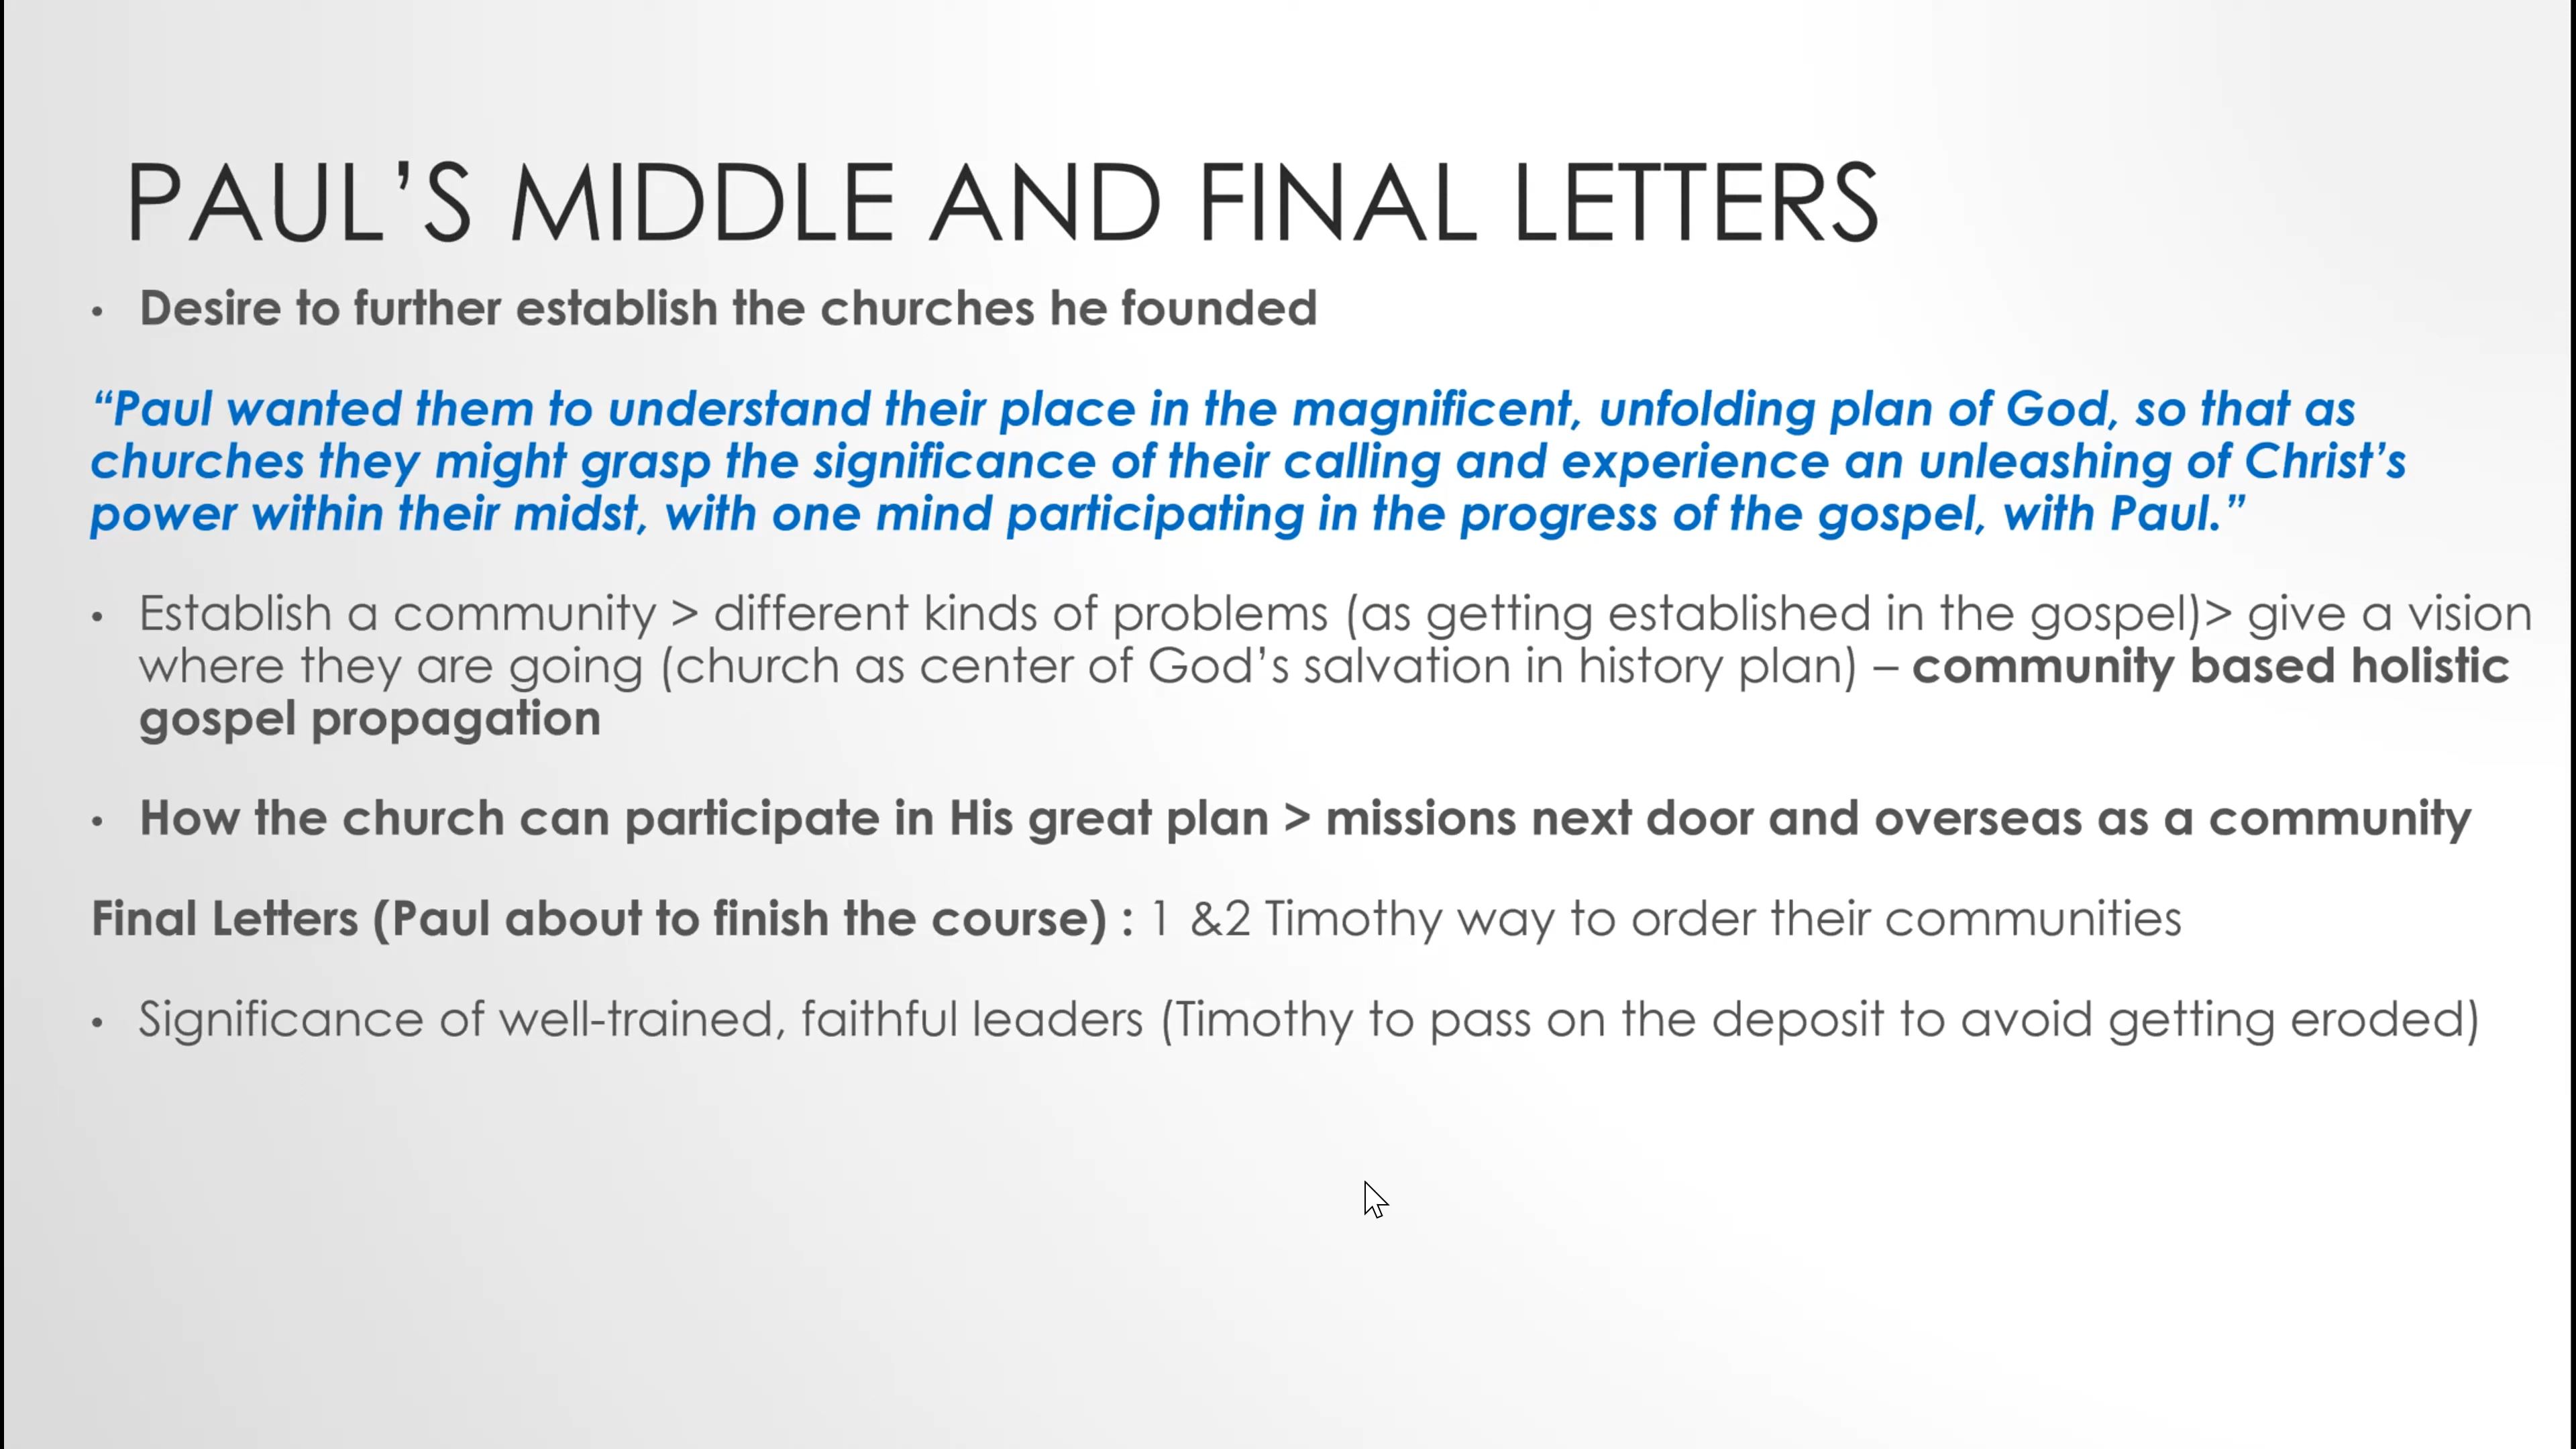 PAUL’S MIDDLE AND FINAL LETTERS
• Desire to further establish the churches he founded
“Paul wanted them to understand their place in the magnificent, unfolding plan of God, so that as
churches they might grasp the significance of their calling and experience an unleashing of Christ’s
power within their midst, with one mind participating in the progress of the gospel, with Paul.”
• Establish a community > different kinds of problems (as getting established in the gospel)> give a vision
where they are going (church as center of God’s salvation in history plan) – community based holistic
gospel propagation
• How the church can participate in His great plan > missions next door and overseas as a community
Final Letters (Paul about to finish the course) : 1 &2 Timothy way to order their communities
• Significance of well-trained, faithful leaders (Timothy to pass on the deposit to avoid getting eroded)